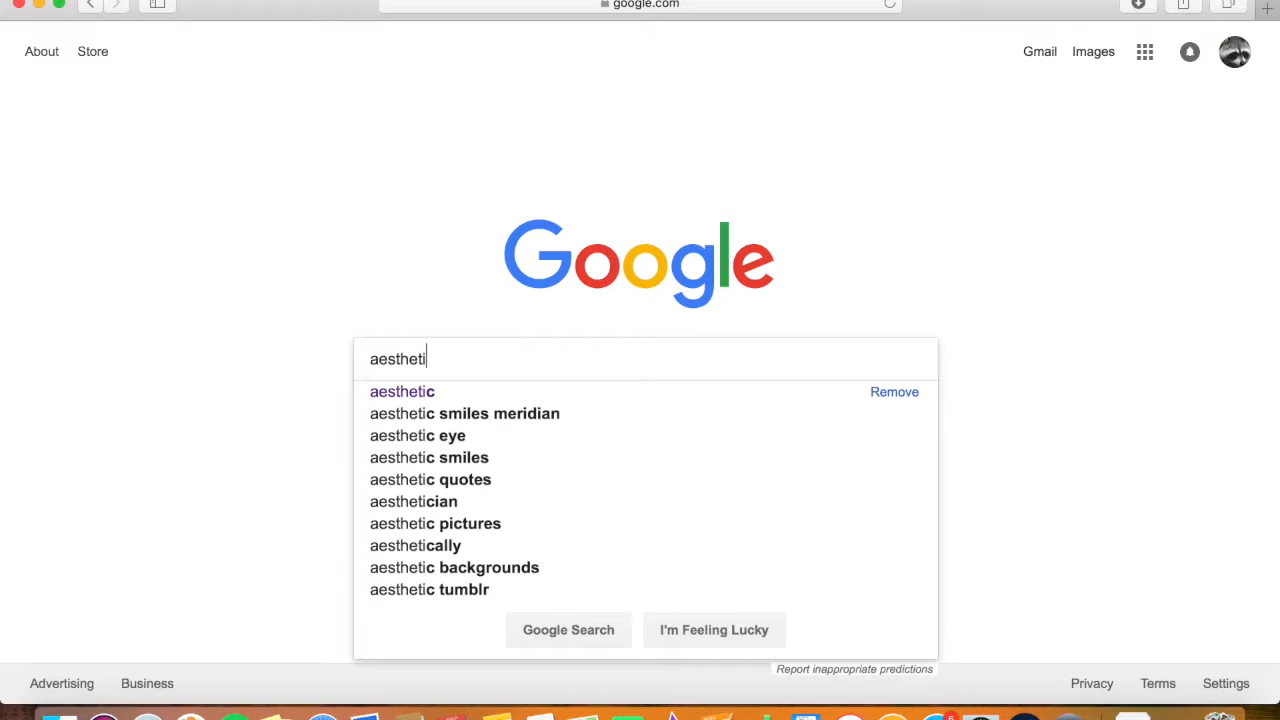 google.com
About Store Gmail Images
Google
aestheti
aesthetic Remove
aesthetic smiles meridian
aesthetic eye
aesthetic smiles
aesthetic quotes
aesthetician
aesthetic pictures
aesthetically
aesthetic backgrounds
aesthetic tumblr
Google Search I'm Feeling Lucky
Report inappropriate predictions
Advertising Business Privacy Terms Settings